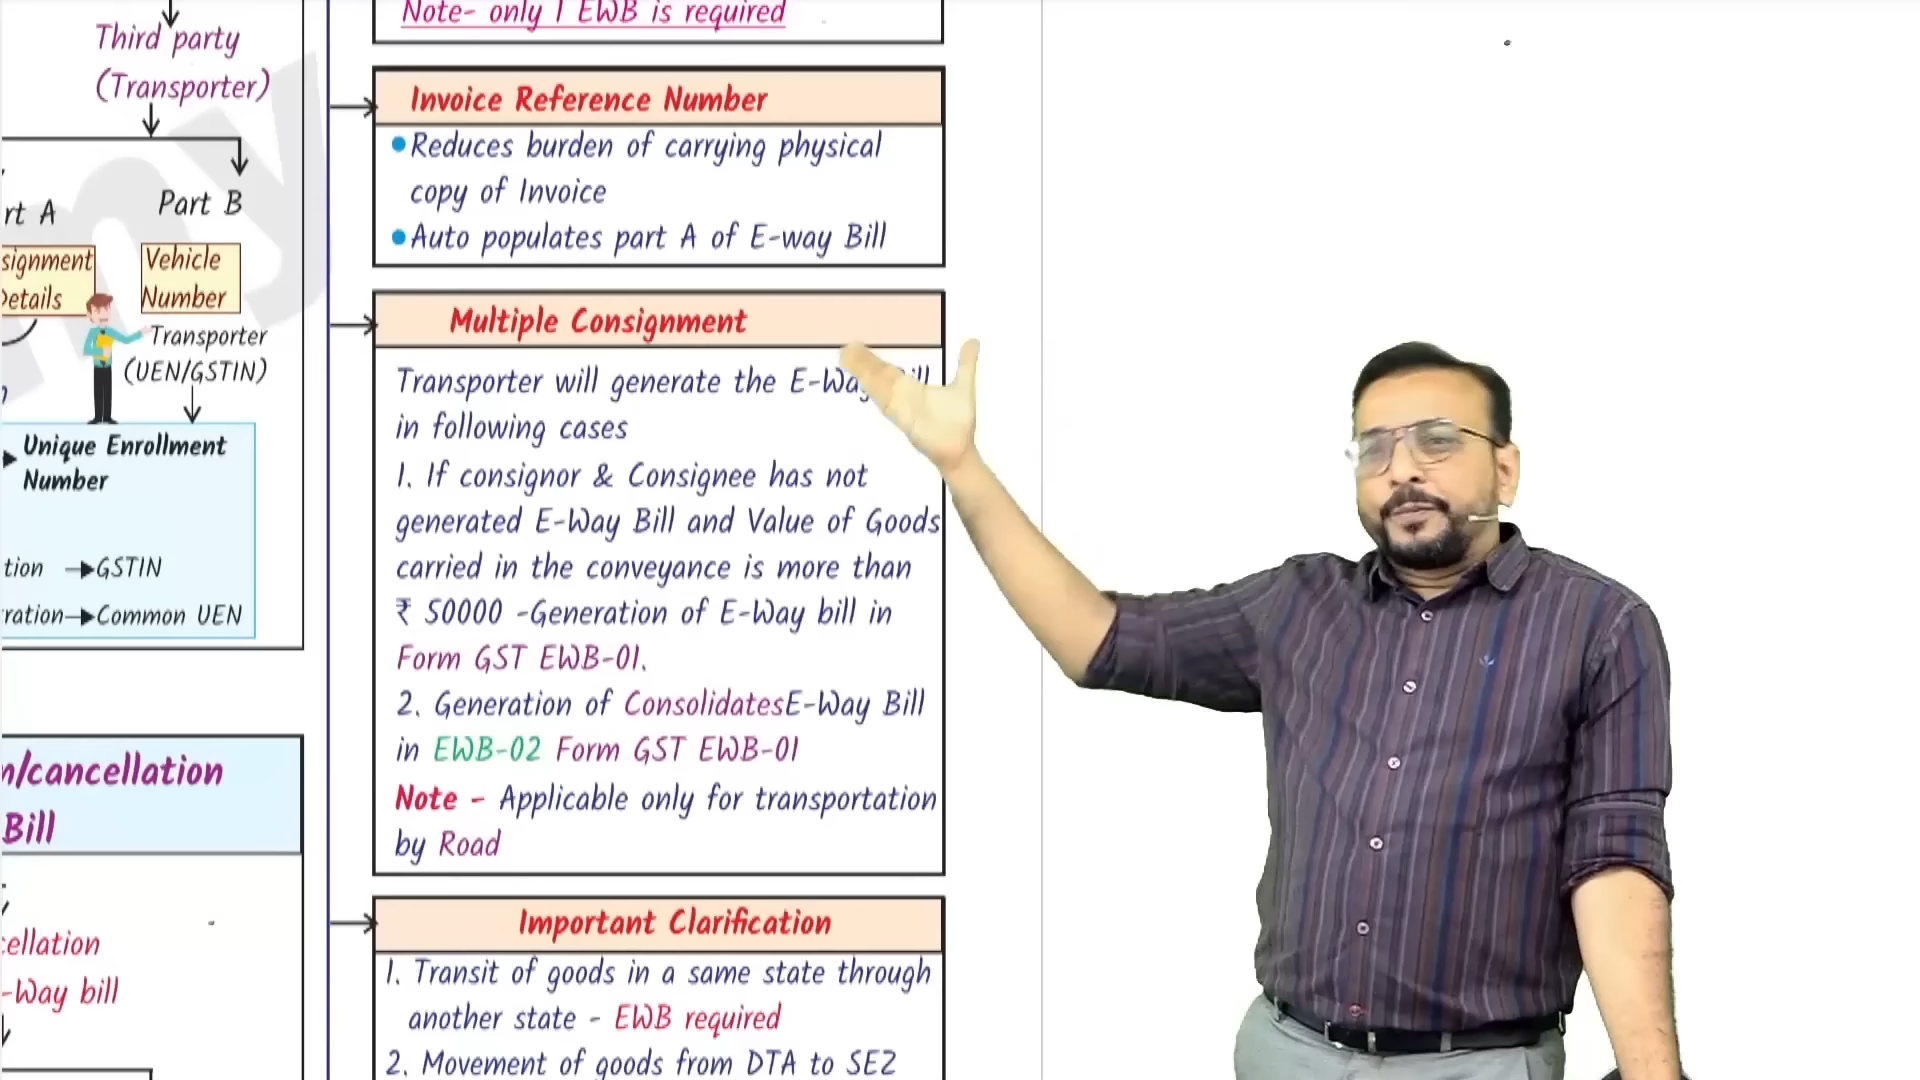 Third party
(Transporter)
rt A
Part B
signment
Details
Vehicle
Number
Transporter
(UEN/GSTIN)
Unique Enrollment
Number
tion → GSTIN
ration → Common UEN
n/cancellation
Bill
cellation
-Way bill
Note- only 1 EWB is required
Invoice Reference Number
• Reduces burden of carrying physical
copy of Invoice
• Auto populates part A of E-way Bill
Multiple Consignment
Transporter will generate the E-Way Bill
in following cases
1. If consignor & Consignee has not
generated E-Way Bill and Value of Goods
carried in the conveyance is more than
₹ 50000 -Generation of E-Way bill in
Form GST EWB-01.
2. Generation of ConsolidatesE-Way Bill
in EWB-02 Form GST EWB-01
Note - Applicable only for transportation
by Road
Important Clarification
1. Transit of goods in a same state through
another state - EWB required
2. Movement of goods from DTA to SEZ